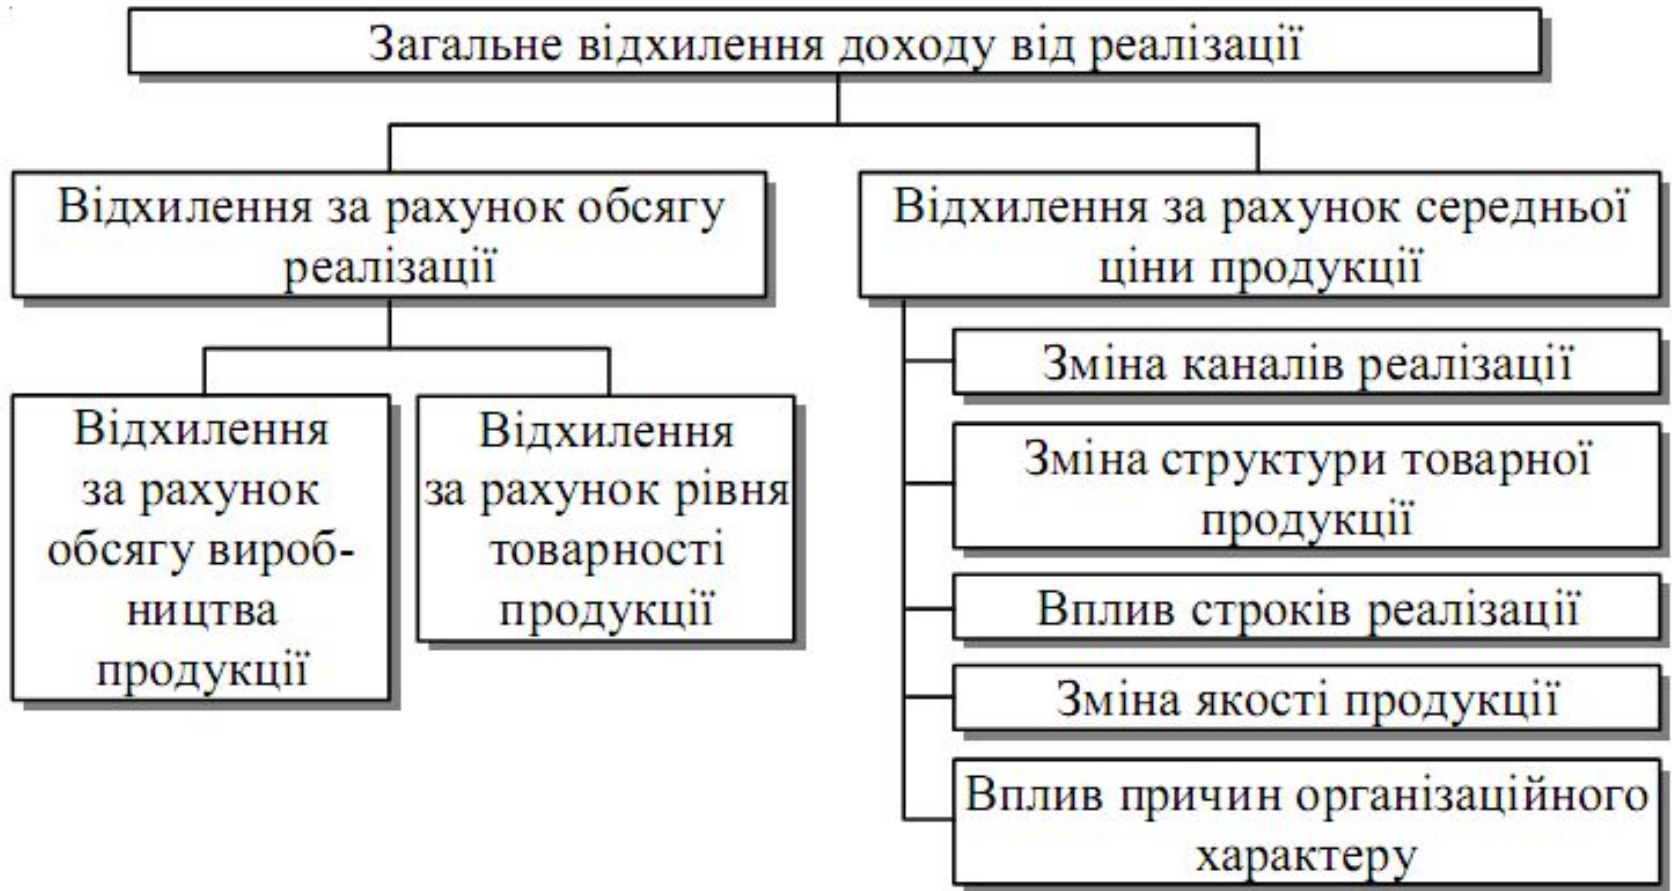 Загальне відхилення доходу від реалізації
Відхилення за рахунок обсягу
реалізації
Відхилення
за рахунок
обсягу вироб-
ництва
продукції
Відхилення
за рахунок рівня
товарності
продукції
Відхилення за рахунок середньої
ціни продукції
Зміна каналів реалізації
Зміна структури товарної
продукції
Вплив строків реалізації
Зміна якості продукції
Вплив причин організаційного
характеру